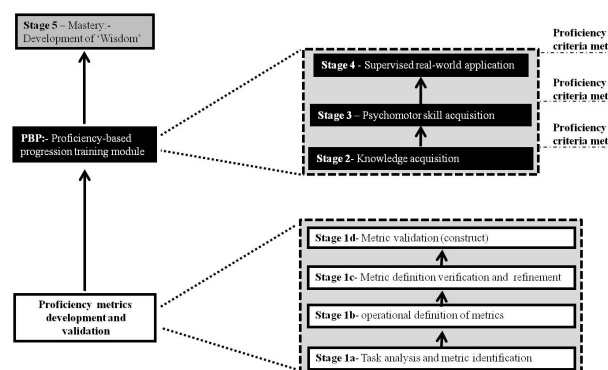 Stage 5 – Mastery:-
Development of ‘Wisdom’
PBP:- Proficiency-based
progression training module
Proficiency metrics
development and
validation
Stage 4 - Supervised real-world application
Stage 3 – Psychomotor skill acquisition
Stage 2- Knowledge acquisition
Proficiency
criteria met
Proficiency
criteria met
Proficiency
criteria met
Stage 1d- Metric validation (construct)
Stage 1c- Metric definition verification and refinement
Stage 1b- operational definition of metrics
Stage 1a- Task analysis and metric identification